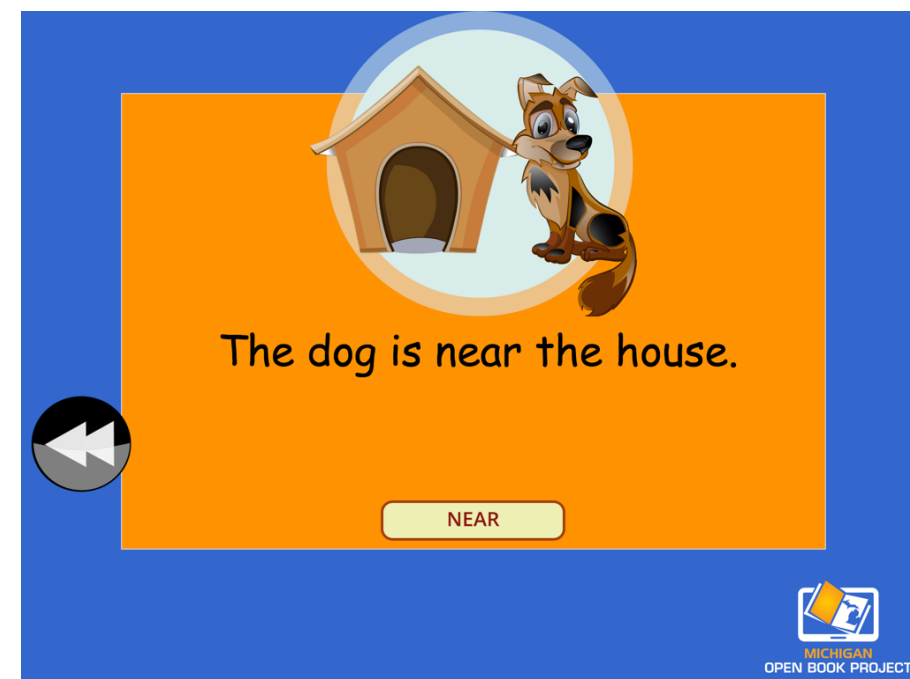 The dog is near the house.
NEAR
MICHIGAN
OPEN BOOK PROJECT